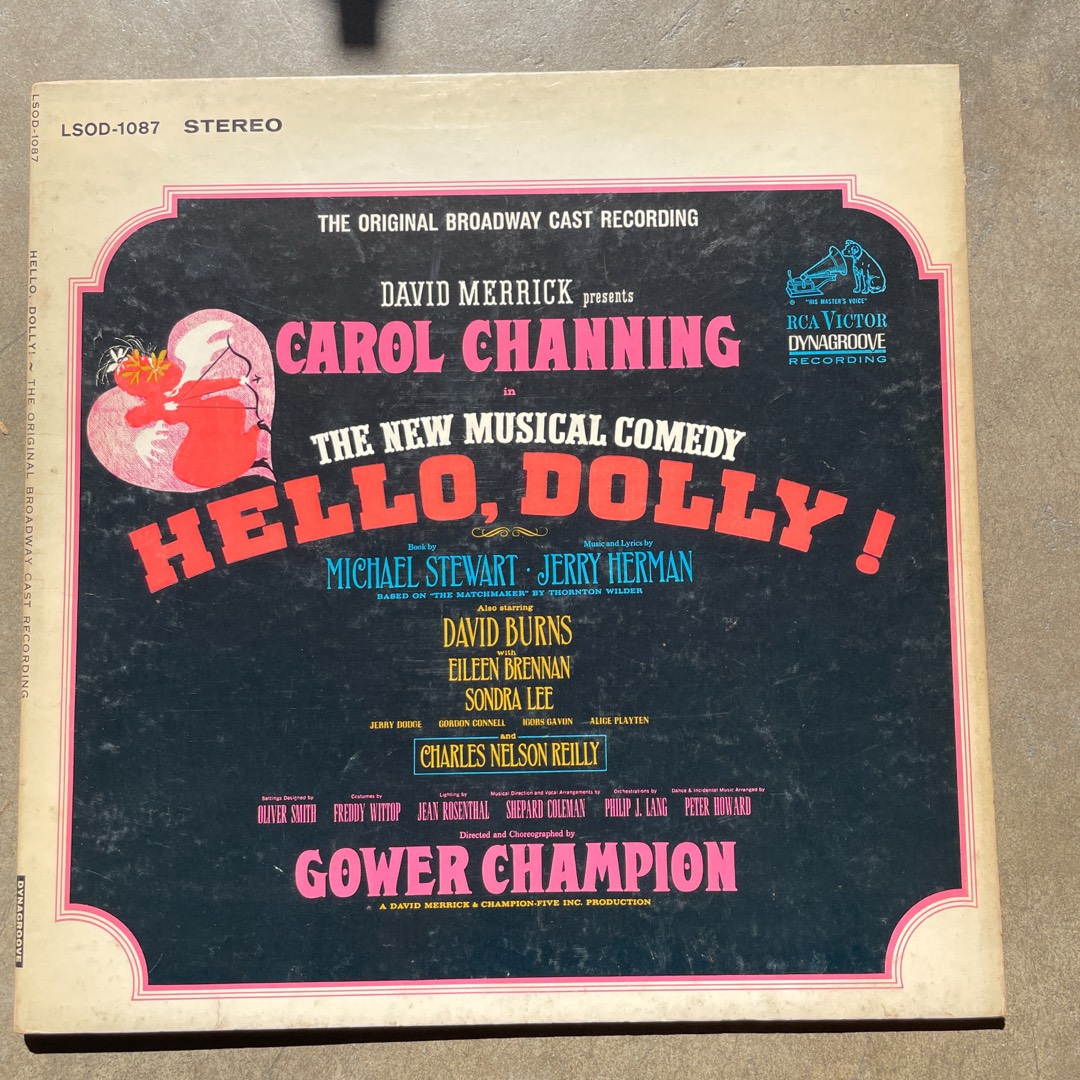 LSOD-1087
LSOD-1087 STEREO
THE ORIGINAL BROADWAY CAST RECORDING
DAVID MERRICK presents
CAROL CHANNING
in
THE NEW MUSICAL COMEDY
HELLO, DOLLY!
"HIS MASTER'S VOICE"
RCA VICTOR
DYNAGROOVE
RECORDING
Book by Music and Lyrics by
MICHAEL STEWART · JERRY HERMAN
BASED ON "THE MATCHMAKER" BY THORNTON WILDER
Also starring
DAVID BURNS
with
EILEEN BRENNAN
SONDRA LEE
JERRY DODGE GORDON CONNELL IGORS GAVON ALICE PLAYTEN
and
CHARLES NELSON REILLY
Settings Designed by Costumes by Lighting by Musical Direction and Vocal Arrangements by Orchestrations by Dance & Incidental Music Arranged by
OLIVER SMITH FREDDY WITTOP JEAN ROSENTHAL SHEPARD COLEMAN PHILIP J. LANG PETER HOWARD
Directed and Choreographed by
GOWER CHAMPION
A DAVID MERRICK & CHAMPION-FIVE INC. PRODUCTION
HELLO, DOLLY! ~ THE ORIGINAL BROADWAY CAST RECORDING
DYNAGROOVE